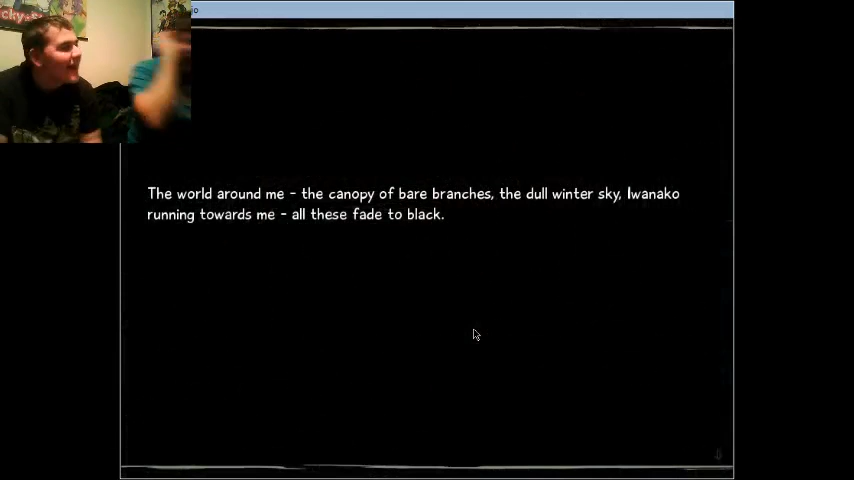 The world around me - the canopy of bare branches, the dull winter sky, Iwanako
running towards me - all these fade to black.